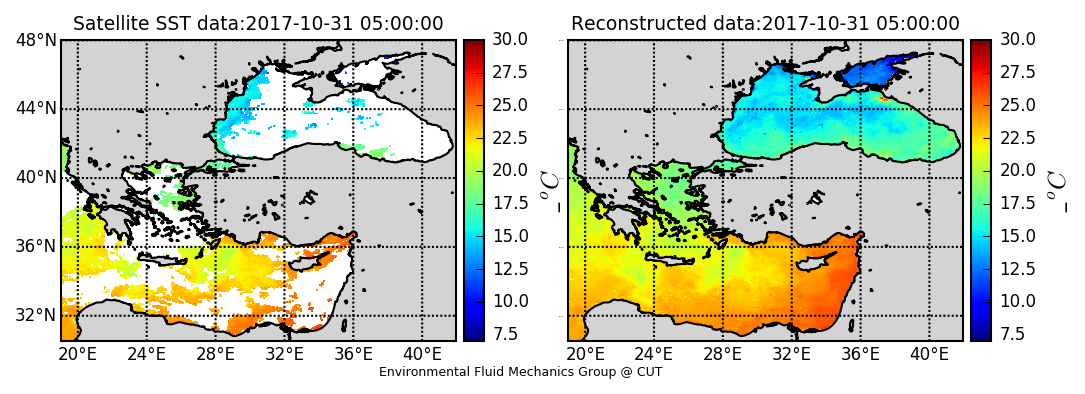 Satellite SST data:2017-10-31 05:00:00
48°N
44°N
40°N
36°N
32°N
20°E 24°E 28°E 32°E 36°E 40°E
30.0
27.5
25.0
22.5
20.0
17.5
15.0
12.5
10.0
7.5
_ °C
Reconstructed data:2017-10-31 05:00:00
20°E 24°E 28°E 32°E 36°E 40°E
30.0
27.5
25.0
22.5
20.0
17.5
15.0
12.5
10.0
7.5
_ °C
Environmental Fluid Mechanics Group @ CUT